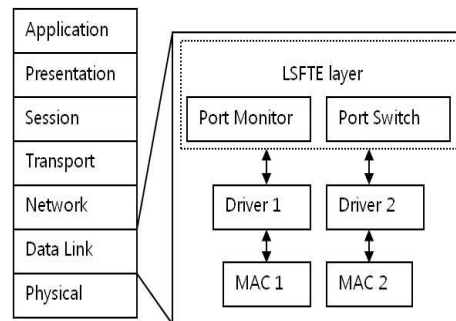 Application
Presentation
Session
Transport
Network
Data Link
Physical
LSFTE layer
Port Monitor
Port Switch
Driver 1
Driver 2
MAC 1
MAC 2